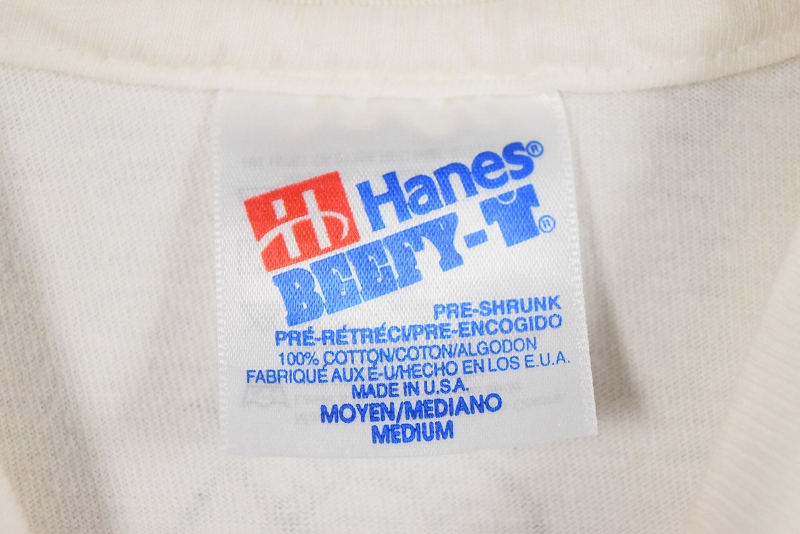 H Hanes®
BEEFY-T®
PRE-SHRUNK
PRÉ-RÉTRÉCI/PRE-ENCOGIDO
100% COTTON/COTON/ALGODON
FABRIQUÉ AUX É-U/HECHO EN LOS E.U.A.
MADE IN U.S.A.
MOYEN/MEDIANO
MEDIUM